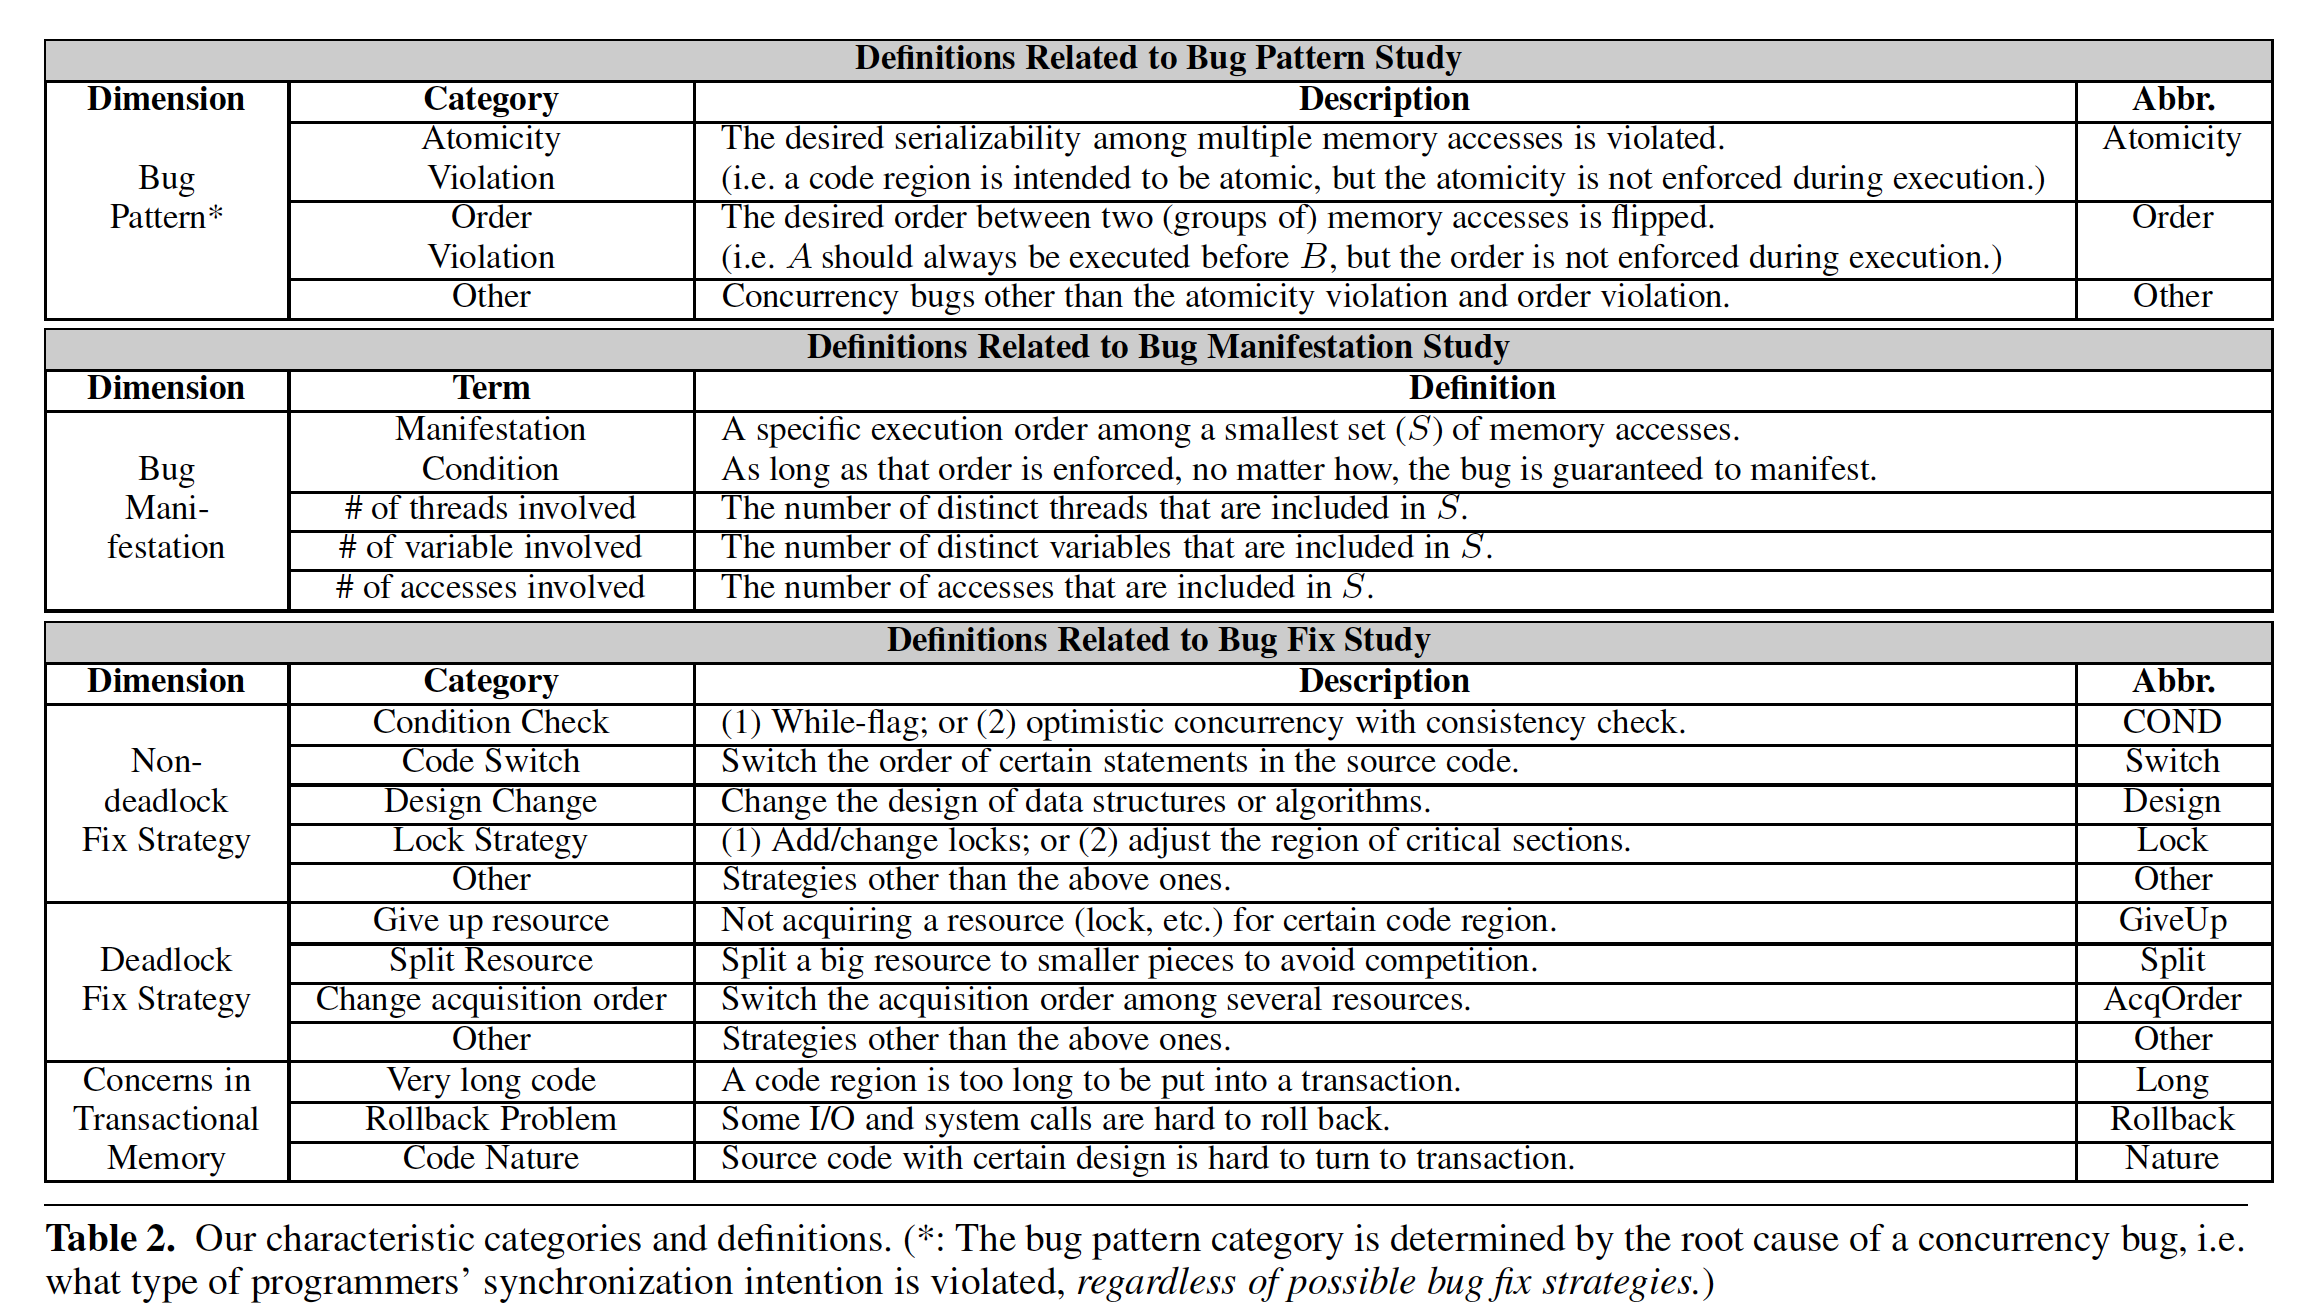 Definitions Related to Bug Pattern Study
Dimension Category Description Abbr.
Atomicity The desired serializability among multiple memory accesses is violated. Atomicity
Bug Violation (i.e. a code region is intended to be atomic, but the atomicity is not enforced during execution.)
Pattern* Order The desired order between two (groups of) memory accesses is flipped. Order
Violation (i.e. A should always be executed before B, but the order is not enforced during execution.)
Other Concurrency bugs other than the atomicity violation and order violation. Other
Definitions Related to Bug Manifestation Study
Dimension Term Definition
Manifestation A specific execution order among a smallest set (S) of memory accesses.
Bug Condition As long as that order is enforced, no matter how, the bug is guaranteed to manifest.
Mani- # of threads involved The number of distinct threads that are included in S.
festation # of variable involved The number of distinct variables that are included in S.
# of accesses involved The number of accesses that are included in S.
Definitions Related to Bug Fix Study
Dimension Category Description Abbr.
Condition Check (1) While-flag; or (2) optimistic concurrency with consistency check. COND
Non- Code Switch Switch the order of certain statements in the source code. Switch
deadlock Design Change Change the design of data structures or algorithms. Design
Fix Strategy Lock Strategy (1) Add/change locks; or (2) adjust the region of critical sections. Lock
Other Strategies other than the above ones. Other
Give up resource Not acquiring a resource (lock, etc.) for certain code region. GiveUp
Deadlock Split Resource Split a big resource to smaller pieces to avoid competition. Split
Fix Strategy Change acquisition order Switch the acquisition order among several resources. AcqOrder
Other Strategies other than the above ones. Other
Concerns in Very long code A code region is too long to be put into a transaction. Long
Transactional Rollback Problem Some I/O and system calls are hard to roll back. Rollback
Memory Code Nature Source code with certain design is hard to turn to transaction. Nature
Table 2. Our characteristic categories and definitions. (*: The bug pattern category is determined by the root cause of a concurrency bug, i.e.
what type of programmers' synchronization intention is violated, regardless of possible bug fix strategies.)